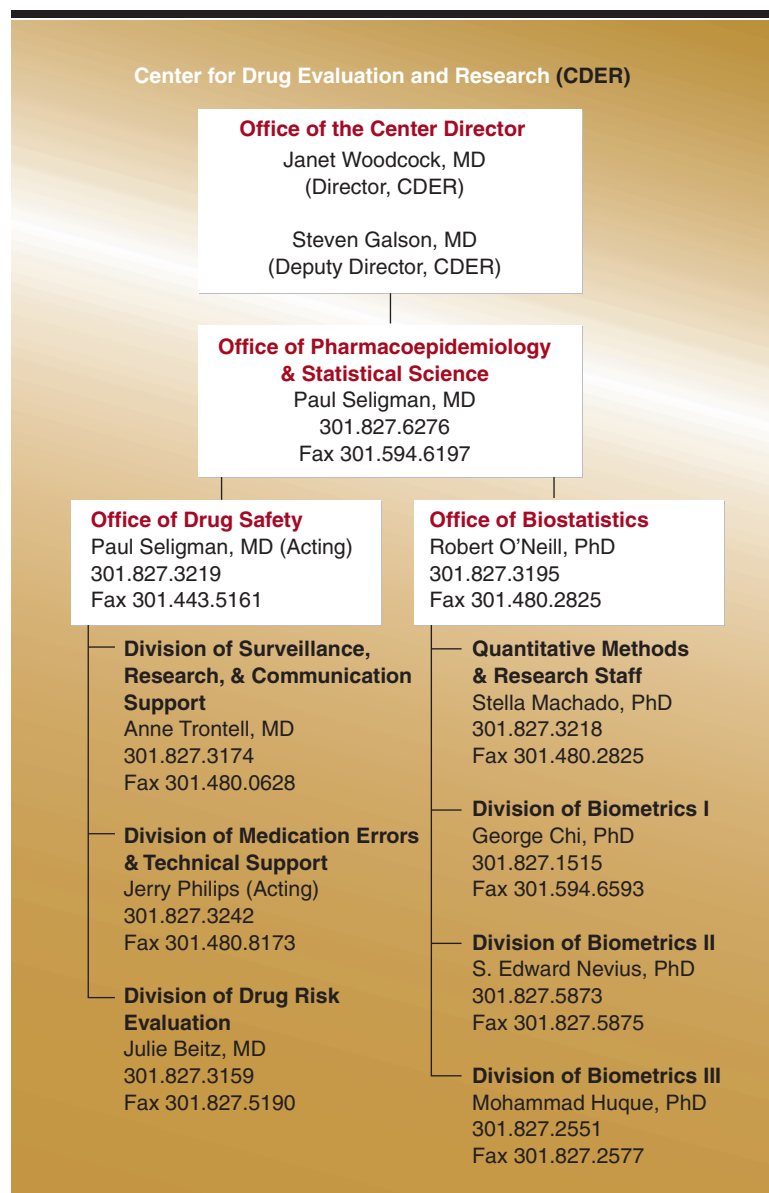 Center for Drug Evaluation and Research (CDER)
Office of the Center Director
Janet Woodcock, MD
(Director, CDER)
Steven Galson, MD
(Deputy Director, CDER)
Office of Pharmacoepidemiology
& Statistical Science
Paul Seligman, MD
301.827.6276
Fax 301.594.6197
Office of Drug Safety
Paul Seligman, MD (Acting)
301.827.3219
Fax 301.443.5161
Division of Surveillance,
Research, & Communication
Support
Anne Trontell, MD
301.827.3174
Fax 301.480.0628
Division of Medication Errors
& Technical Support
Jerry Philips (Acting)
301.827.3242
Fax 301.480.8173
Division of Drug Risk
Evaluation
Julie Beitz, MD
301.827.3159
Fax 301.827.5190
Office of Biostatistics
Robert O'Neill, PhD
301.827.3195
Fax 301.480.2825
Quantitative Methods
& Research Staff
Stella Machado, PhD
301.827.3218
Fax 301.480.2825
Division of Biometrics I
George Chi, PhD
301.827.1515
Fax 301.594.6593
Division of Biometrics II
S. Edward Nevius, PhD
301.827.5873
Fax 301.827.5875
Division of Biometrics III
Mohammad Huque, PhD
301.827.2551
Fax 301.827.2577